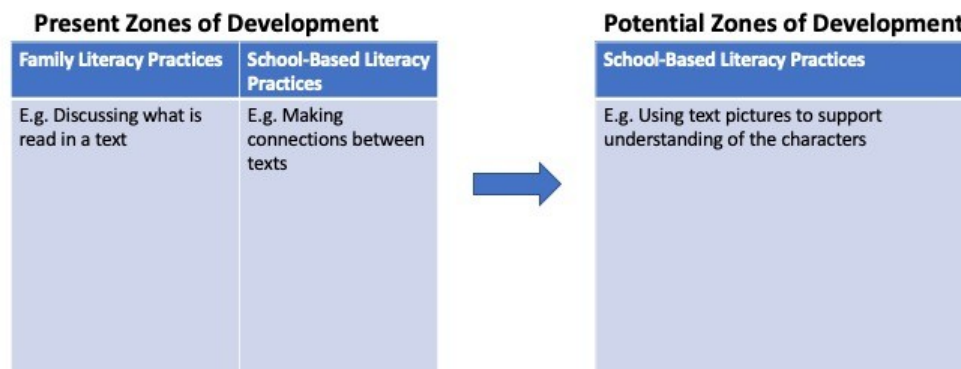 Present Zones of Development
Family Literacy Practices
School-Based Literacy
Practices
E.g. Discussing what is
read in a text
E.g. Making
connections between
texts
Potential Zones of Development
School-Based Literacy Practices
E.g. Using text pictures to support
understanding of the characters